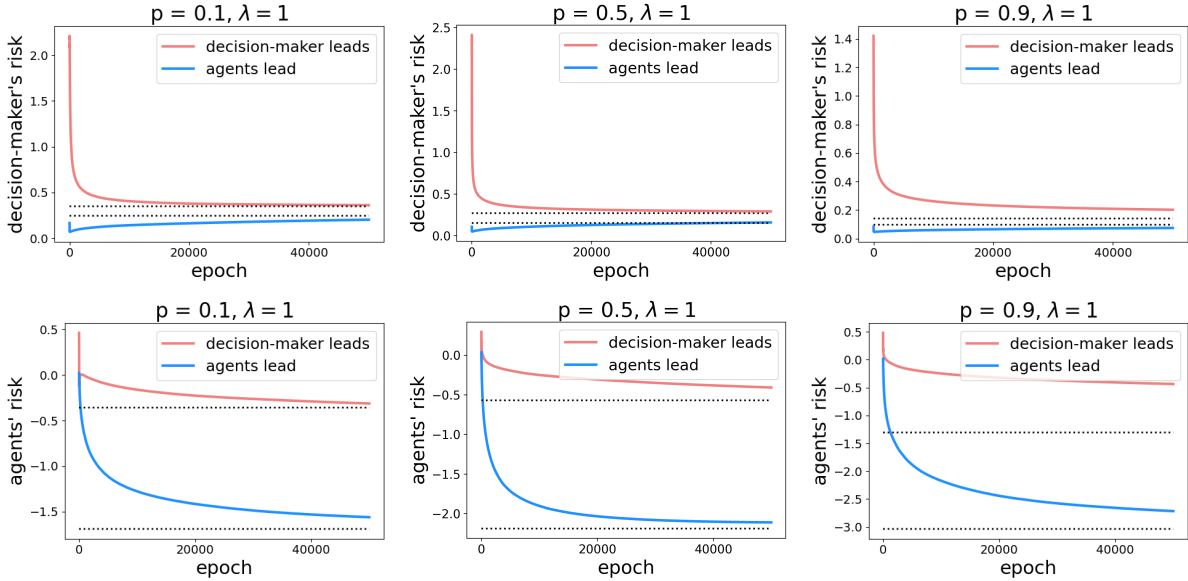 p = 0.1, λ = 1
decision-maker's risk
2.0
1.5
1.0
0.5
0.0
decision-maker leads
agents lead
0 20000 40000
epoch
p = 0.5, λ = 1
decision-maker's risk
2.5
2.0
1.5
1.0
0.5
0.0
decision-maker leads
agents lead
0 20000 40000
epoch
p = 0.9, λ = 1
decision-maker's risk
1.4
1.2
1.0
0.8
0.6
0.4
0.2
0.0
decision-maker leads
agents lead
0 20000 40000
epoch
p = 0.1, λ = 1
agents' risk
0.5
0.0
−0.5
−1.0
−1.5
decision-maker leads
agents lead
0 20000 40000
epoch
p = 0.5, λ = 1
agents' risk
0.0
−0.5
−1.0
−1.5
−2.0
decision-maker leads
agents lead
0 20000 40000
epoch
p = 0.9, λ = 1
agents' risk
0.5
0.0
−0.5
−1.0
−1.5
−2.0
−2.5
−3.0
decision-maker leads
agents lead
0 20000 40000
epoch